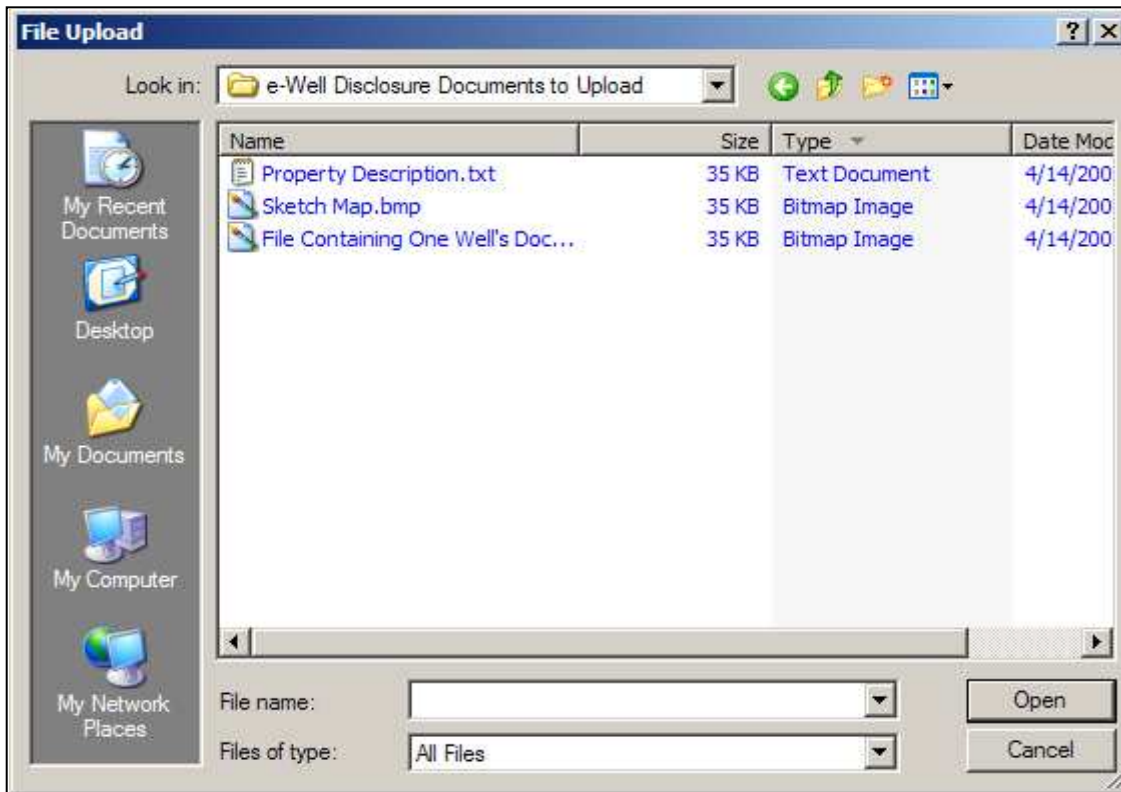 File Upload
Look in: e-Well Disclosure Documents to Upload
Name Size Type Date Moc
Property Description.txt 35 KB Text Document 4/14/200
Sketch Map.bmp 35 KB Bitmap Image 4/14/200
File Containing One Well's Doc... 35 KB Bitmap Image 4/14/200
My Recent
Documents
Desktop
My Documents
My Computer
My Network
Places
File name:
Open
Files of type: All Files
Cancel